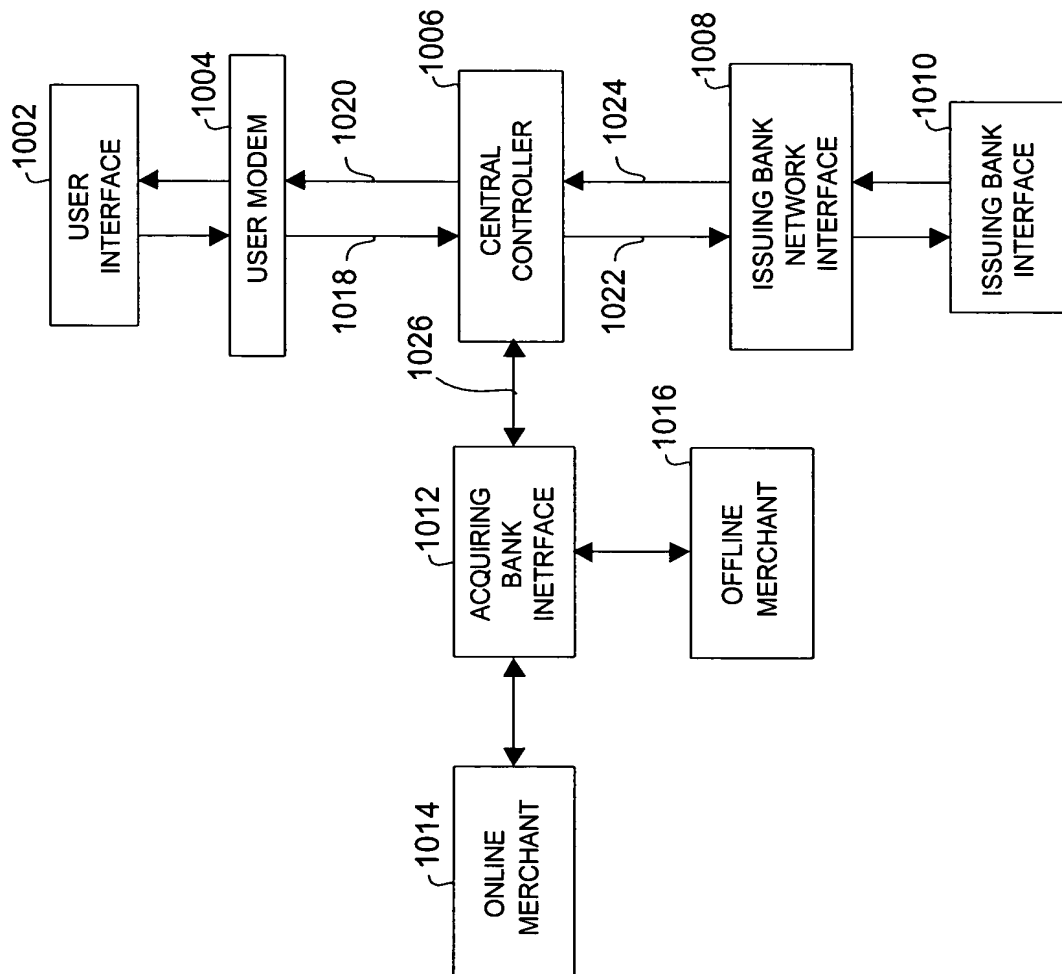 1002
USER
INTERFACE
1004
USER MODEM
1018
1020
1006
CENTRAL
CONTROLLER
1022
1024
1008
ISSUING BANK
NETWORK
INTERFACE
1010
ISSUING BANK
INTERFACE
1026
1012
ACQUIRING
BANK
INETRFACE
1016
OFFLINE
MERCHANT
1014
ONLINE
MERCHANT